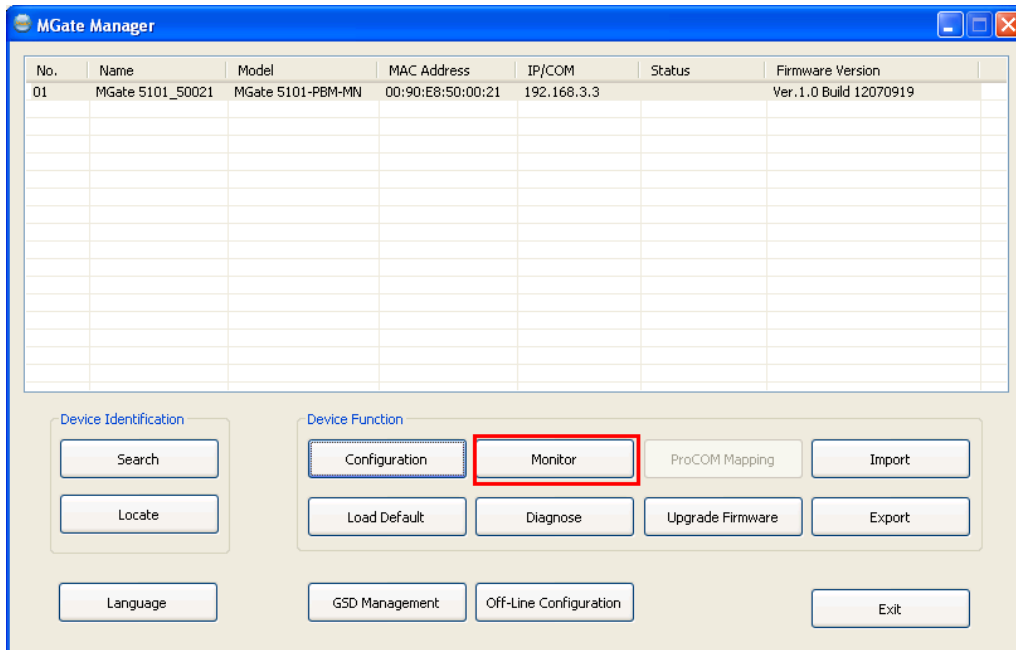 MGate Manager
No. Name Model MAC Address IP/COM Status Firmware Version
01 MGate 5101_50021 MGate 5101-PBM-MN 00:90:E8:50:00:21 192.168.3.3 Ver.1.0 Build 12070919
Device Identification Device Function
Search Configuration Monitor ProCOM Mapping Import
Locate Load Default Diagnose Upgrade Firmware Export
Language GSD Management Off-Line Configuration Exit